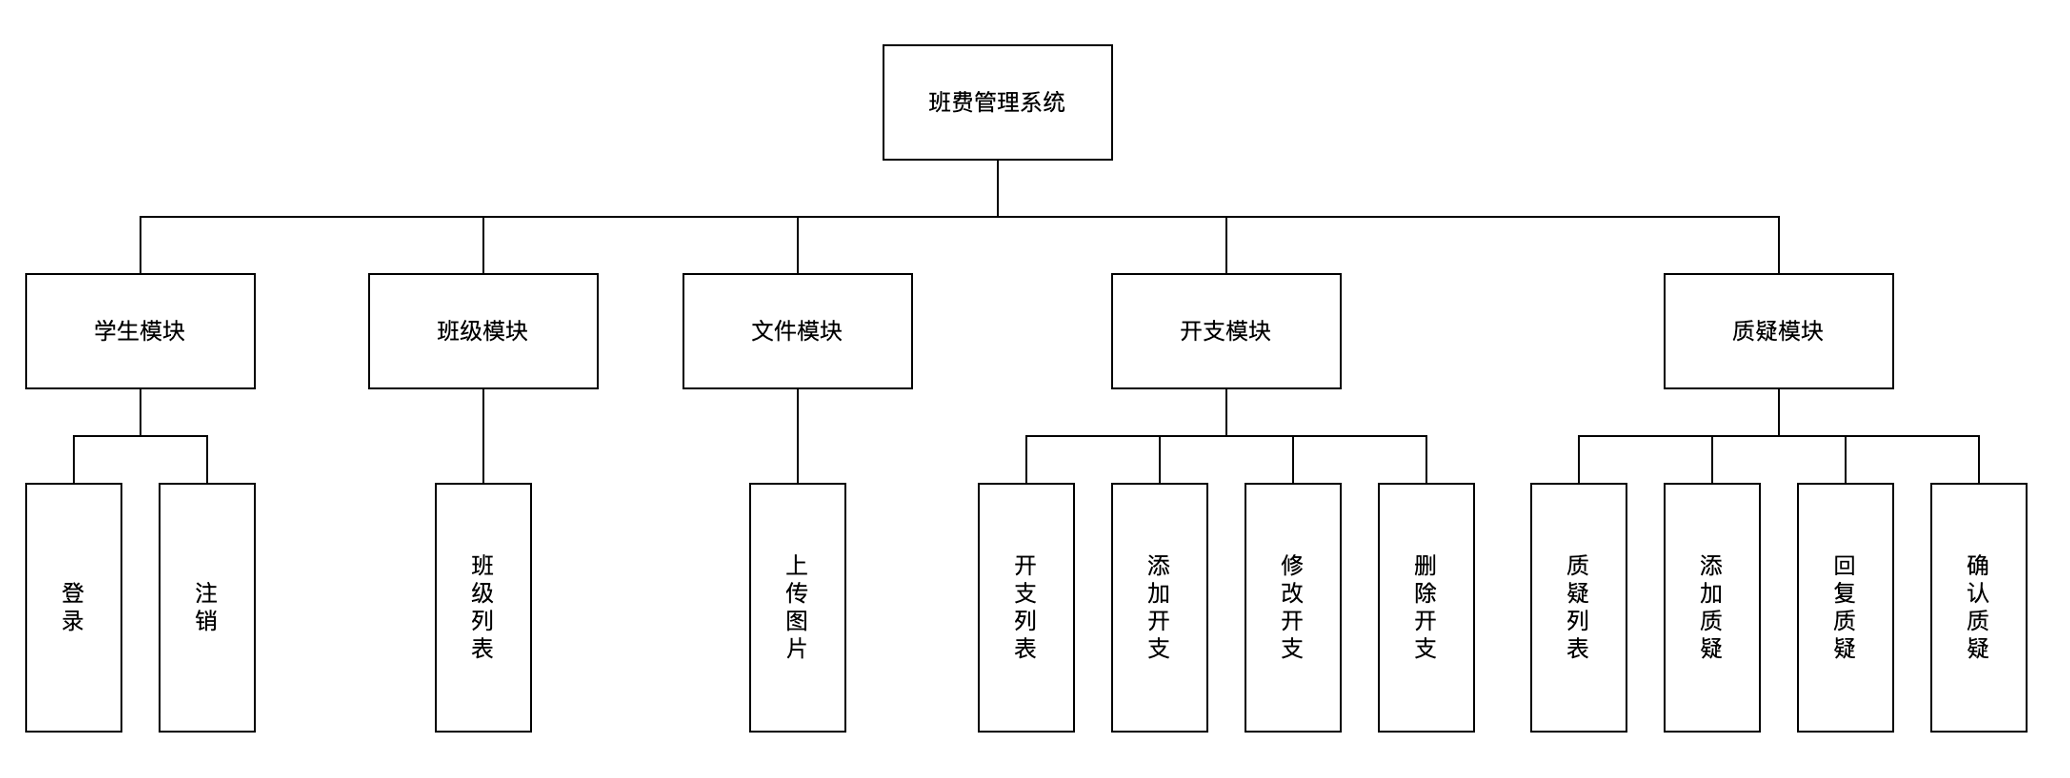 班费管理系统
学生模块
班级模块
文件模块
开支模块
质疑模块
登录
注销
班级列表
上传图片
开支列表
添加开支
修改开支
删除开支
质疑列表
添加质疑
回复质疑
确认质疑